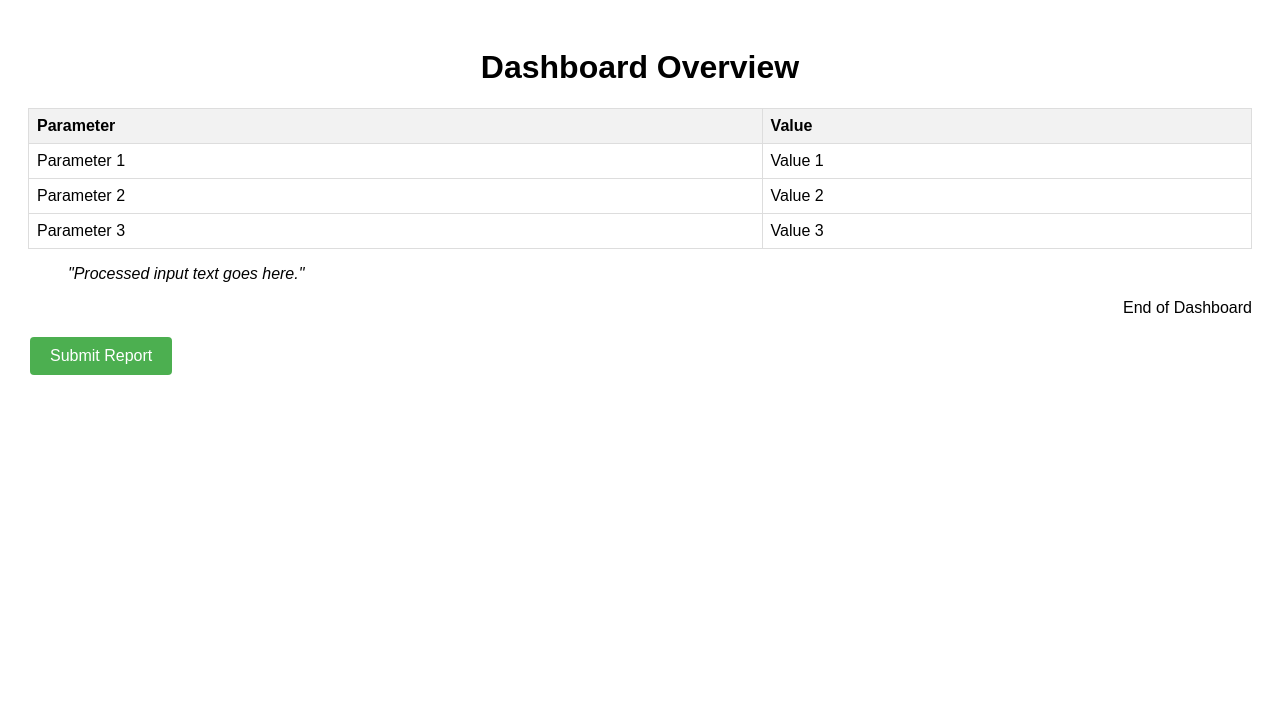 Dashboard Overview
Parameter Value
Parameter 1 Value 1
Parameter 2 Value 2
Parameter 3 Value 3
"Processed input text goes here."
End of Dashboard
Submit Report